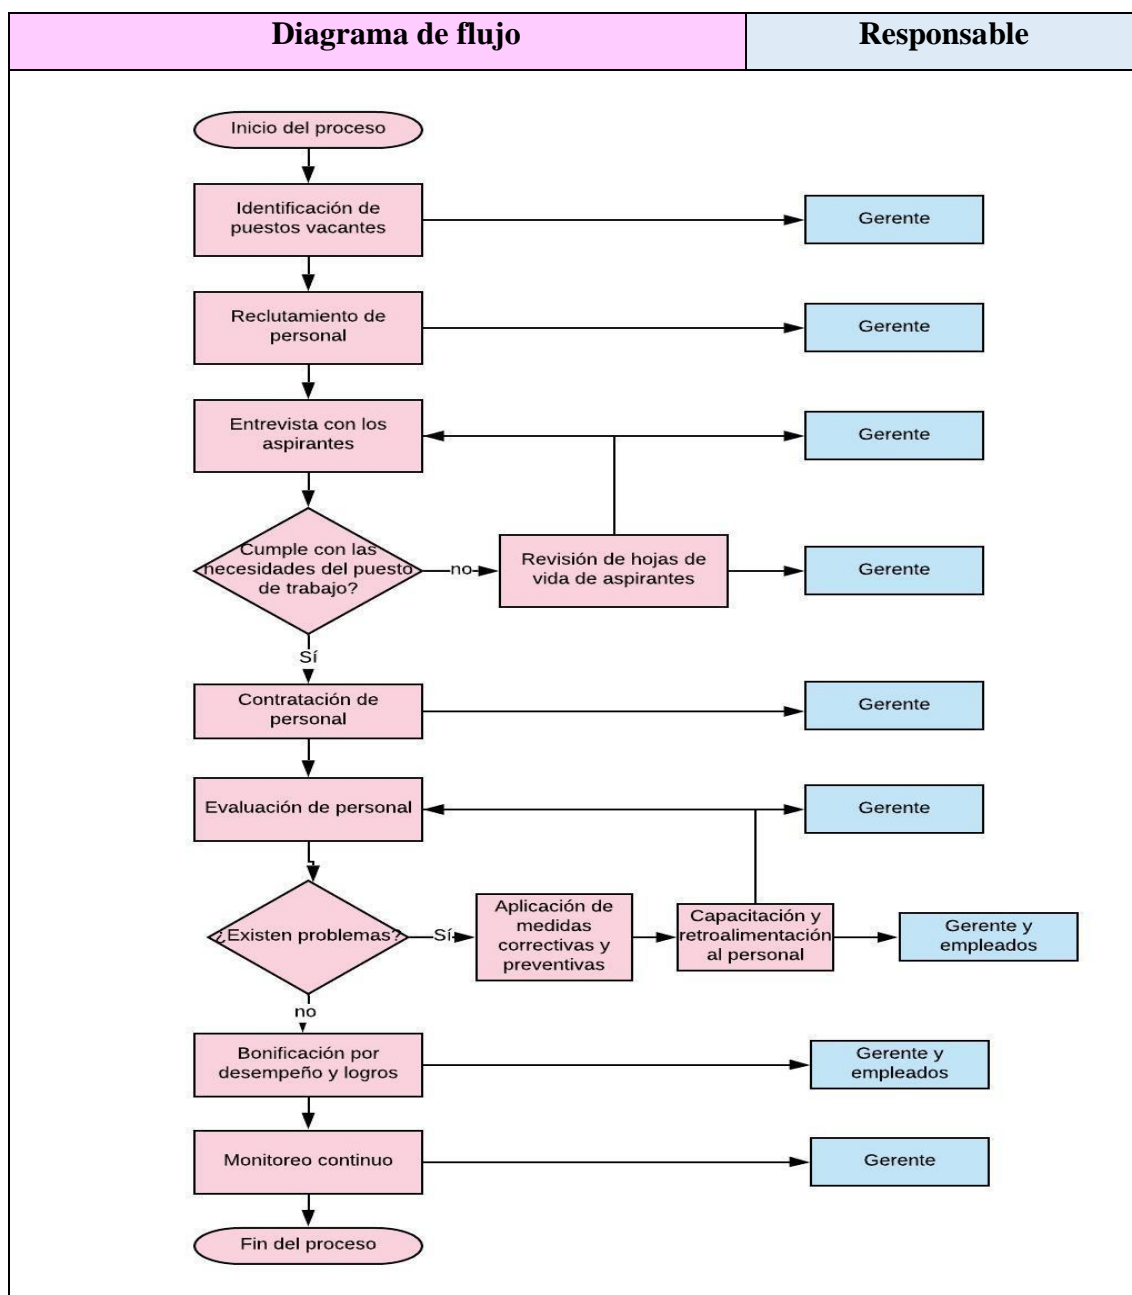 Diagrama de flujo
Responsable
Inicio del proceso
Identificación de
puestos vacantes
Gerente
Reclutamiento de
personal
Gerente
Entrevista con los
aspirantes
Gerente
Cumple con las
necesidades del puesto
de trabajo?
no
Revisión de hojas de
vida de aspirantes
Gerente
Sí
Contratación de
personal
Gerente
Evaluación de personal
Gerente
¿Existen problemas?
Sí
Aplicación de
medidas
correctivas y
preventivas
Capacitación y
retroalimentación
al personal
Gerente y
empleados
no
Bonificación por
desempeño y logros
Gerente y
empleados
Monitoreo continuo
Gerente
Fin del proceso